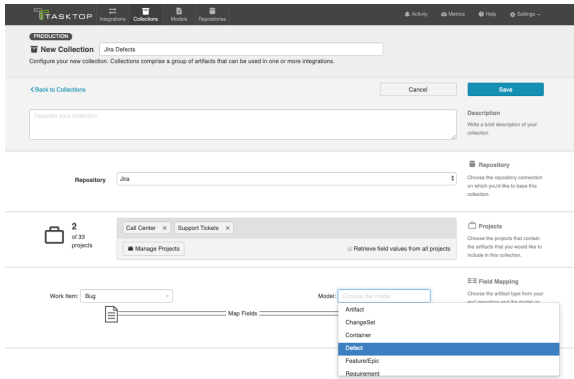 TASKTOP
Integrations Collections Models Repositories
Activity Metrics Help Settings
PRODUCTION
New Collection Jira Defects
Configure your new collection. Collections comprise a group of artifacts that can be used in one or more integrations.
Back to Collections
Cancel
Save
Describe your collection
Description
Write a brief description of your
collection
Repository
Jira
Repository
Choose the repository connection
on which you'd like to base this
collection.
2
of 33
projects
Call Center × Support Tickets ×
Manage Projects
Retrieve field values from all projects
Projects
Choose the projects that contain
the artifacts that you would like to
include in this collection.
Field Mapping
Choose the artifact type from your
end repository and the model on
Work Item: Bug
Model: Choose the model
Map Fields
Artifact
ChangeSet
Container
Defect
Feature/Epic
Requirement